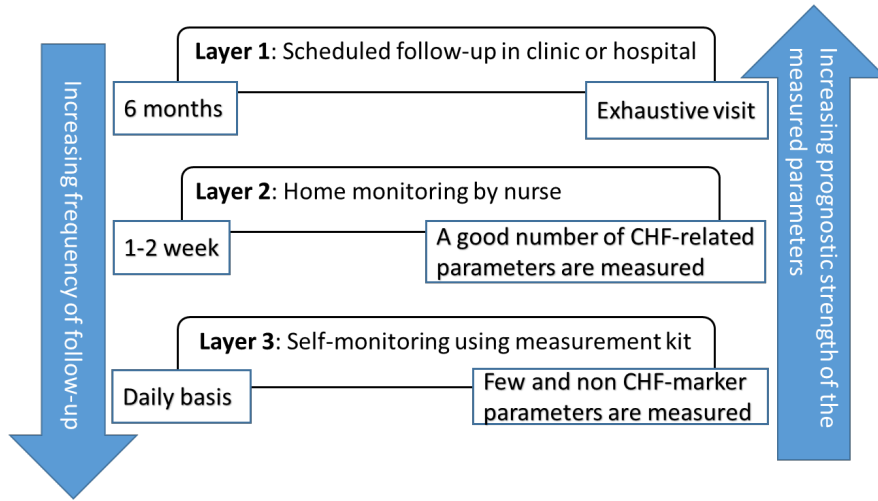 Increasing frequency of follow-up
Layer 1: Scheduled follow-up in clinic or hospital
6 months
Exhaustive visit
Layer 2: Home monitoring by nurse
1-2 week
A good number of CHF-related
parameters are measured
Layer 3: Self-monitoring using measurement kit
Daily basis
Few and non CHF-marker
parameters are measured
Increasing prognostic strength of the
measured parameters